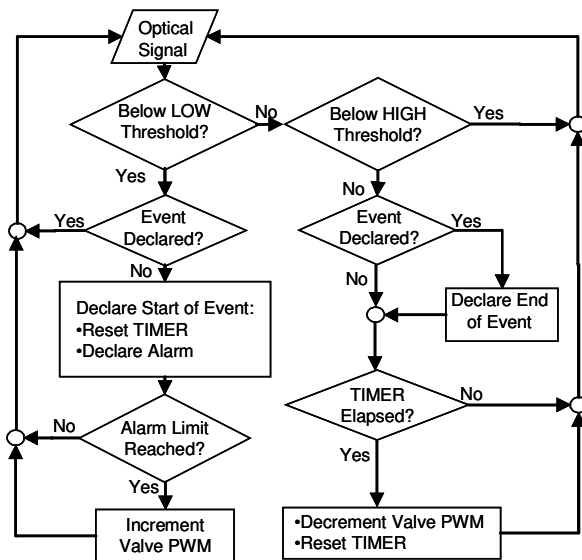 Optical
Signal
Below LOW
Threshold?
No
Below HIGH
Threshold?
Yes
Yes
No
Event
Declared?
Yes
No
Event
Declared?
Yes
No
Declare Start of Event:
•Reset TIMER
•Declare Alarm
Declare End
of Event
Alarm Limit
Reached?
No
Yes
TIMER
Elapsed?
No
Yes
Increment
Valve PWM
•Decrement Valve PWM
•Reset TIMER